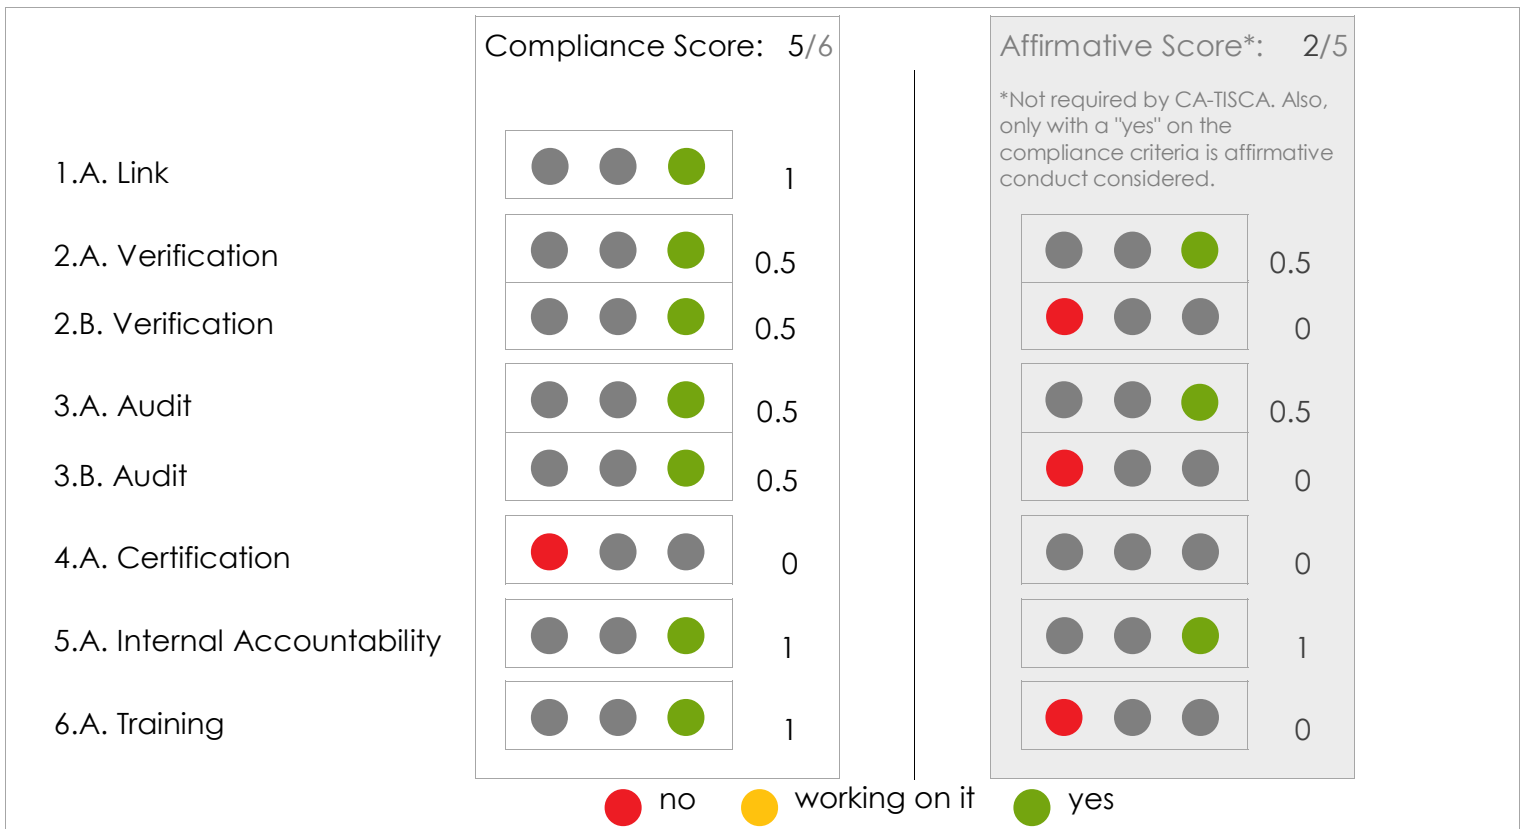 Compliance Score: 5/6
Affirmative Score*: 2/5
*Not required by CA-TISCA. Also,
only with a "yes" on the
compliance criteria is affirmative
conduct considered.
1.A. Link 1
2.A. Verification 0.5 0.5
2.B. Verification 0.5 0
3.A. Audit 0.5 0.5
3.B. Audit 0.5 0
4.A. Certification 0 0
5.A. Internal Accountability 1 1
6.A. Training 1 0
no working on it yes